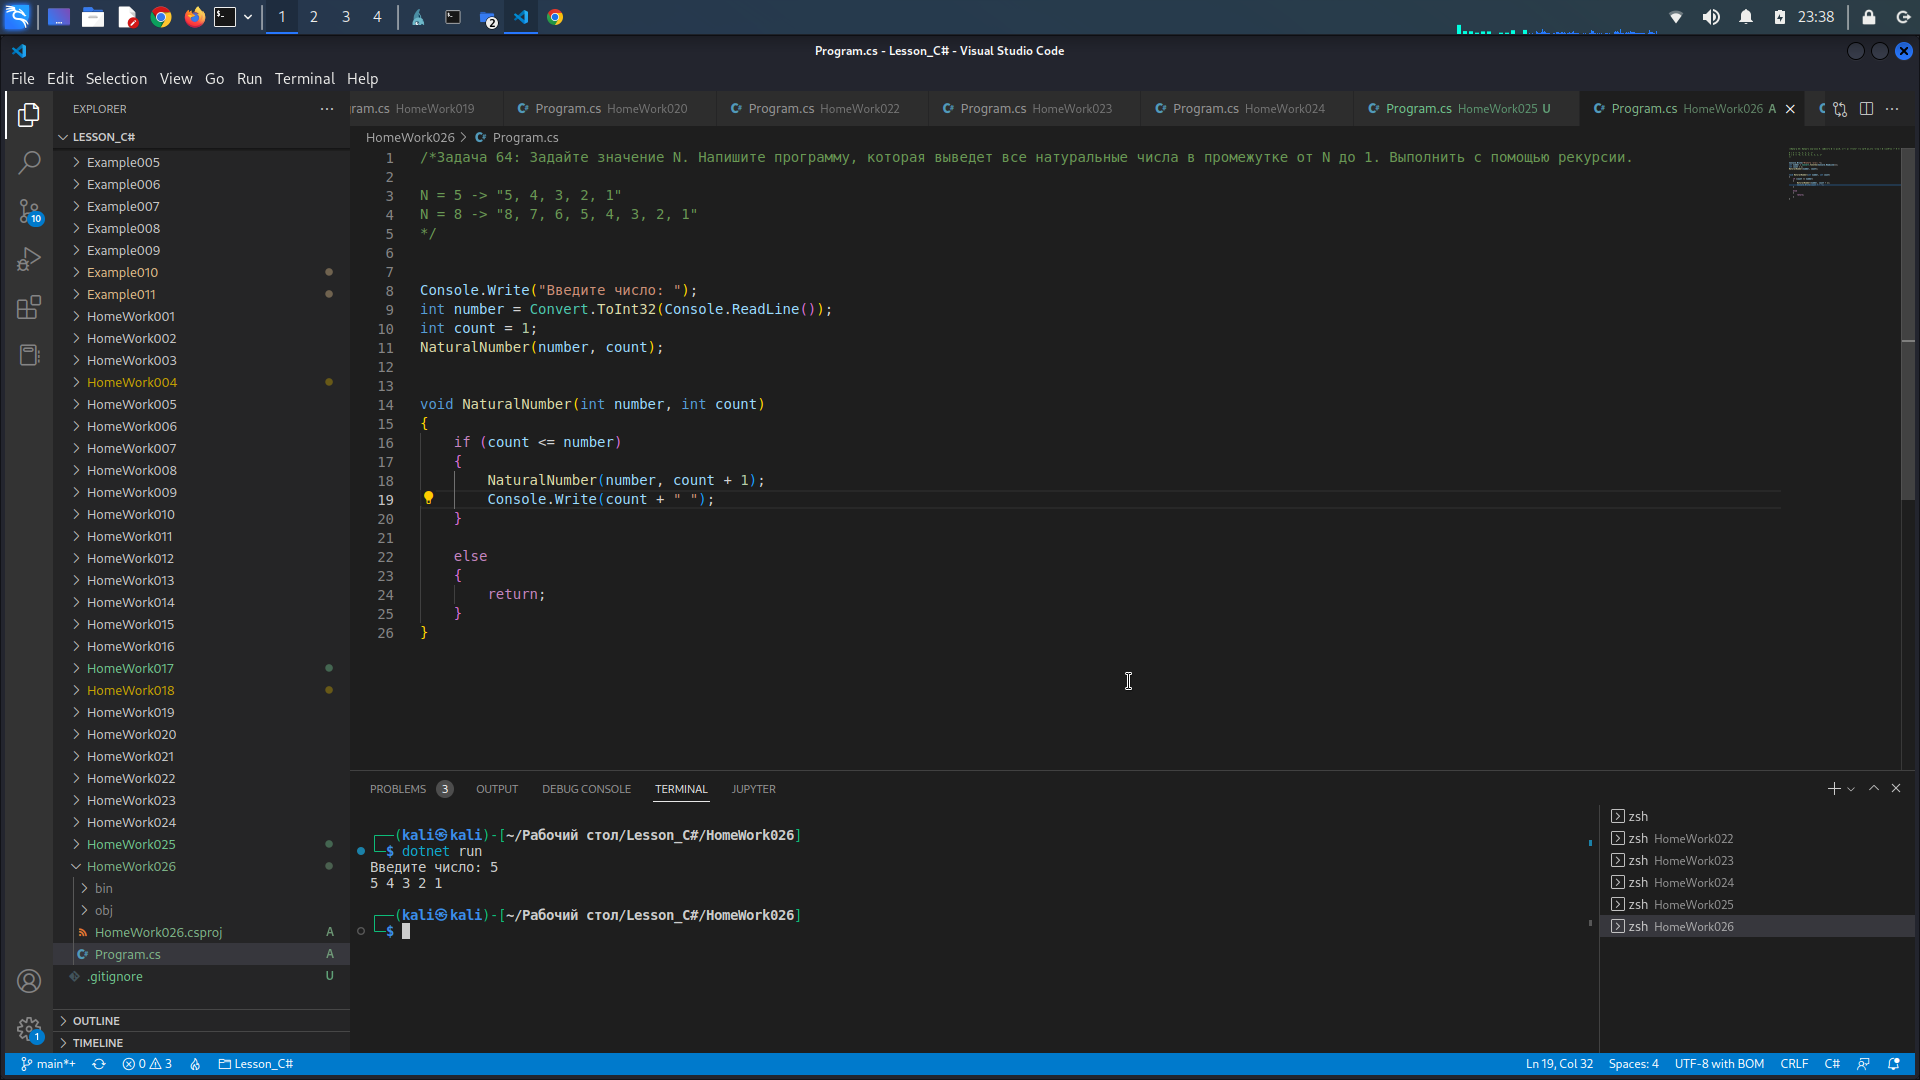 1 2 3 4
2
23:38
Program.cs - Lesson_C# - Visual Studio Code
File Edit Selection View Go Run Terminal Help
EXPLORER
ram.cs HomeWork019
Program.cs HomeWork020
Program.cs HomeWork022
Program.cs HomeWork023
Program.cs HomeWork024
Program.cs HomeWork025 U
Program.cs HomeWork026 A
LESSON_C#
Example005
Example006
Example007
Example008
Example009
Example010
Example011
HomeWork001
HomeWork002
HomeWork003
HomeWork004
HomeWork005
HomeWork006
HomeWork007
HomeWork008
HomeWork009
HomeWork010
HomeWork011
HomeWork012
HomeWork013
HomeWork014
HomeWork015
HomeWork016
HomeWork017
HomeWork018
HomeWork019
HomeWork020
HomeWork021
HomeWork022
HomeWork023
HomeWork024
HomeWork025
HomeWork026
bin
obj
HomeWork026.csproj A
Program.cs A
.gitignore U
OUTLINE
TIMELINE
10
1
HomeWork026 > Program.cs
1 /*Задача 64: Задайте значение N. Напишите программу, которая выведет все натуральные числа в промежутке от N до 1. Выполнить с помощью рекурсии.
2
3 N = 5 -> "5, 4, 3, 2, 1"
4 N = 8 -> "8, 7, 6, 5, 4, 3, 2, 1"
5 */
6
7
8 Console.Write("Введите число: ");
9 int number = Convert.ToInt32(Console.ReadLine());
10 int count = 1;
11 NaturalNumber(number, count);
12
13
14 void NaturalNumber(int number, int count)
15 {
16 if (count <= number)
17 {
18 NaturalNumber(number, count + 1);
19 Console.Write(count + " ");
20 }
21
22 else
23 {
24 return;
25 }
26 }
PROBLEMS 3 OUTPUT DEBUG CONSOLE TERMINAL JUPYTER
┌──(kali㉿kali)-[~/Рабочий стол/Lesson_C#/HomeWork026]
└─$ dotnet run
Введите число: 5
5 4 3 2 1
┌──(kali㉿kali)-[~/Рабочий стол/Lesson_C#/HomeWork026]
└─$
zsh
zsh HomeWork022
zsh HomeWork023
zsh HomeWork024
zsh HomeWork025
zsh HomeWork026
main*+ 0 3 Lesson_C# Ln 19, Col 32 Spaces: 4 UTF-8 with BOM CRLF C#